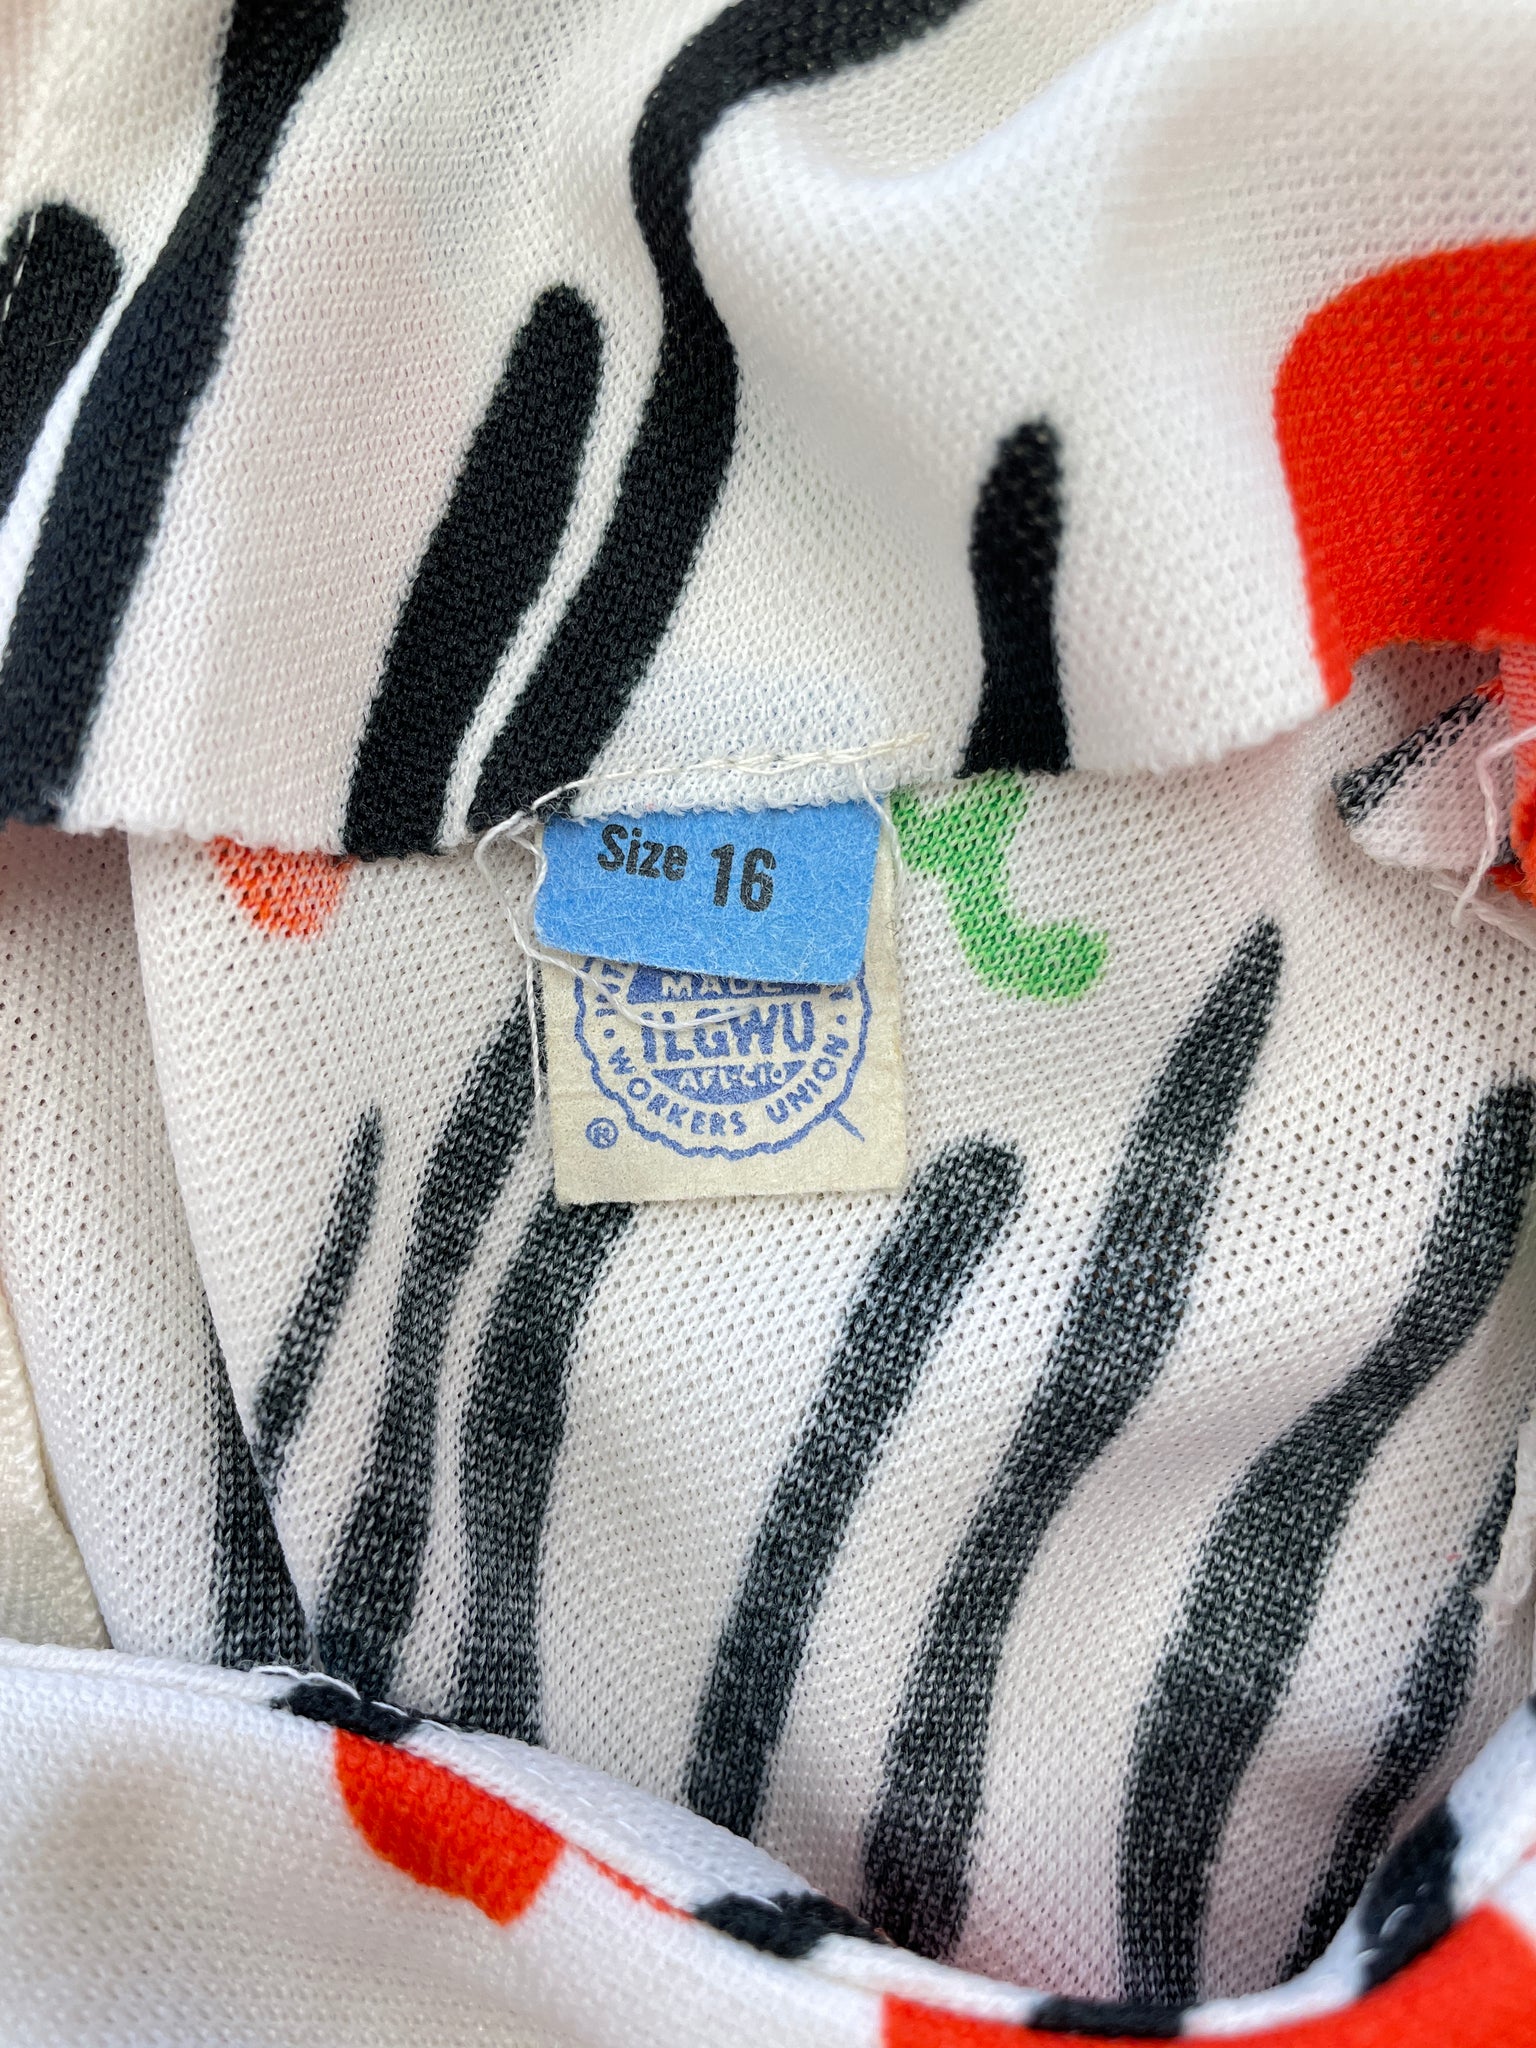 Size 16
MADE
ILGWU
AFL-CIO
WORKERS UNION
®